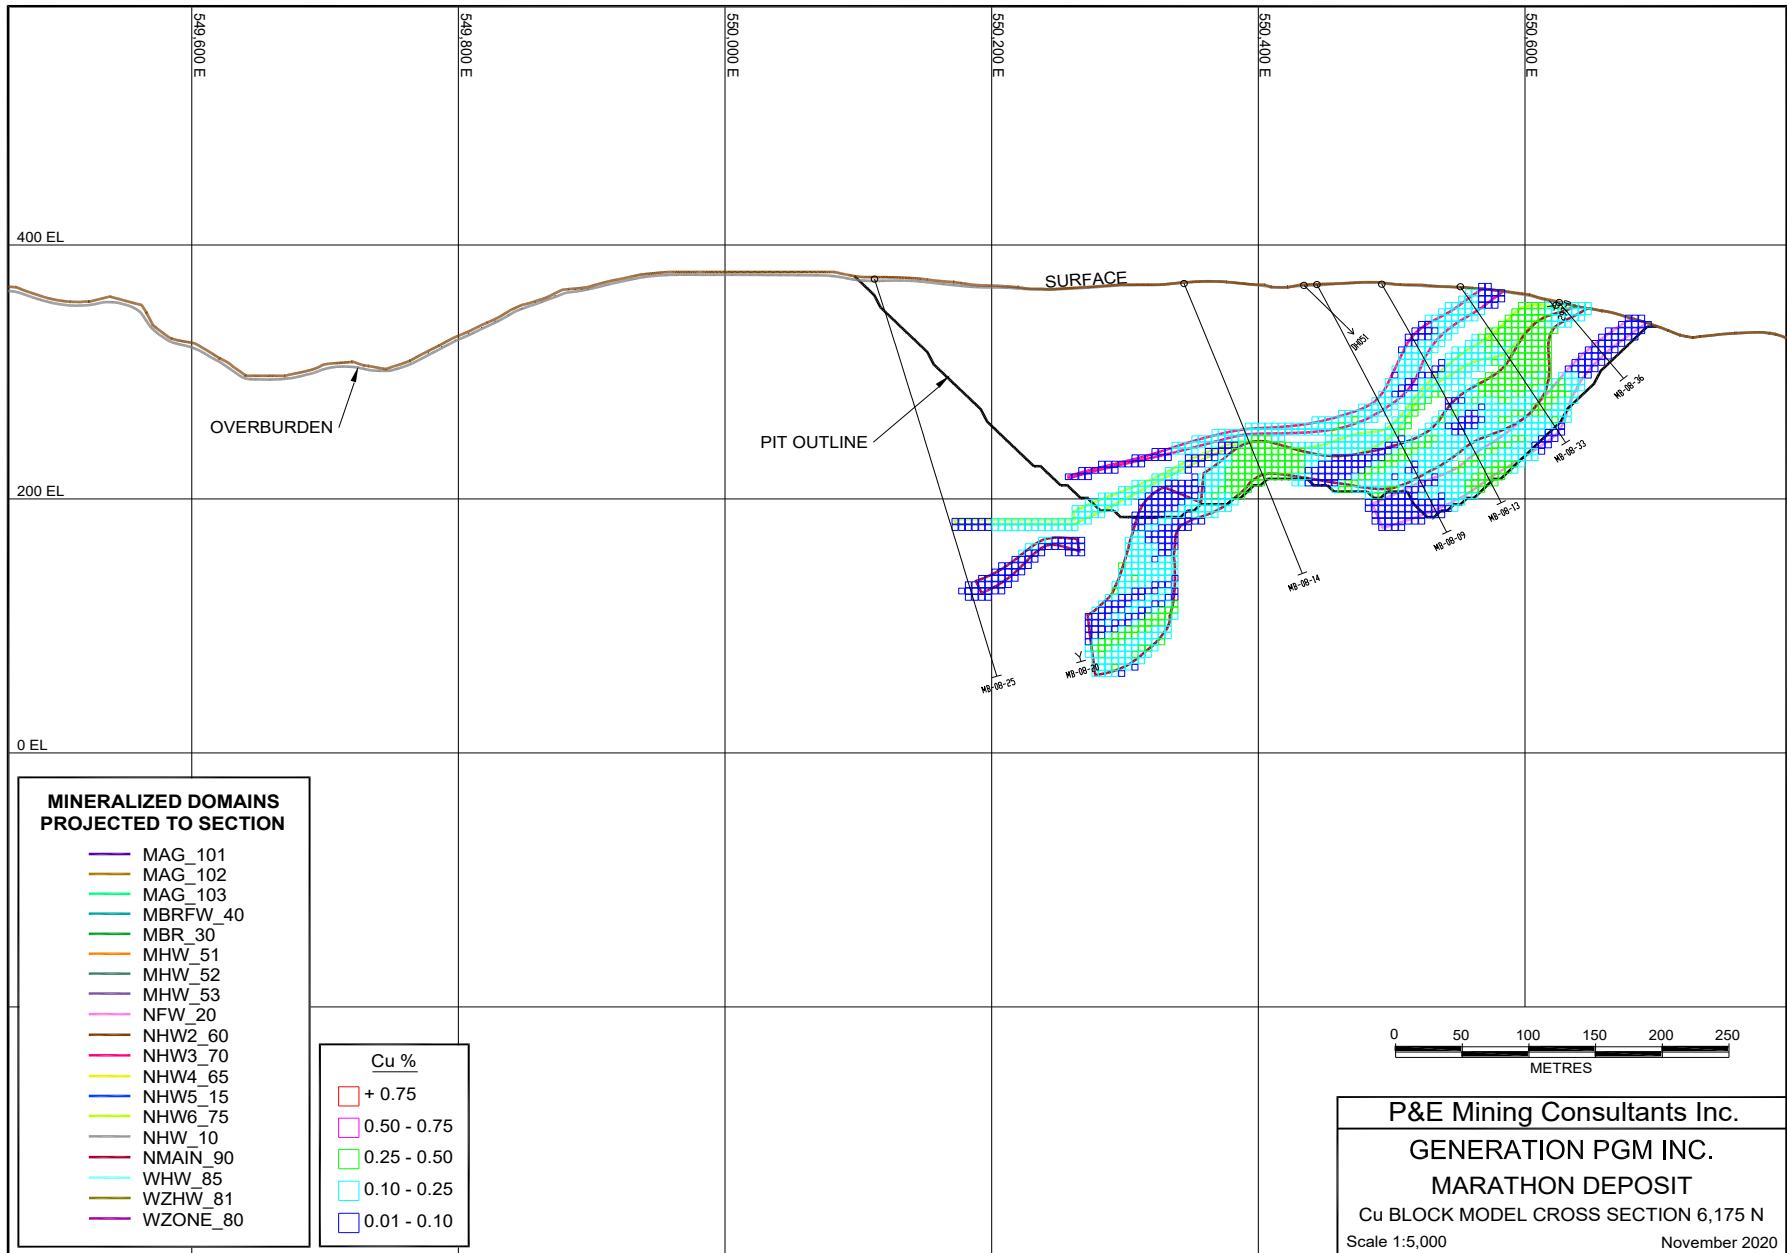 549,600 E
549,800 E
550,000 E
550,200 E
550,400 E
550,600 E
400 EL
SURFACE
OVERBURDEN
PIT OUTLINE
DH051
MB-08-36
MB-08-33
MB-08-13
MB-08-09
MB-08-14
MB-08-20
MB-08-25
200 EL
0 EL
MINERALIZED DOMAINS
PROJECTED TO SECTION
MAG_101
MAG_102
MAG_103
MBRFW_40
MBR_30
MHW_51
MHW_52
MHW_53
NFW_20
NHW2_60
NHW3_70
NHW4_65
NHW5_15
NHW6_75
NHW_10
NMAIN_90
WHW_85
WZHW_81
WZONE_80
Cu %
+ 0.75
0.50 - 0.75
0.25 - 0.50
0.10 - 0.25
0.01 - 0.10
0 50 100 150 200 250
METRES
P&E Mining Consultants Inc.
GENERATION PGM INC.
MARATHON DEPOSIT
Cu BLOCK MODEL CROSS SECTION 6,175 N
Scale 1:5,000 November 2020